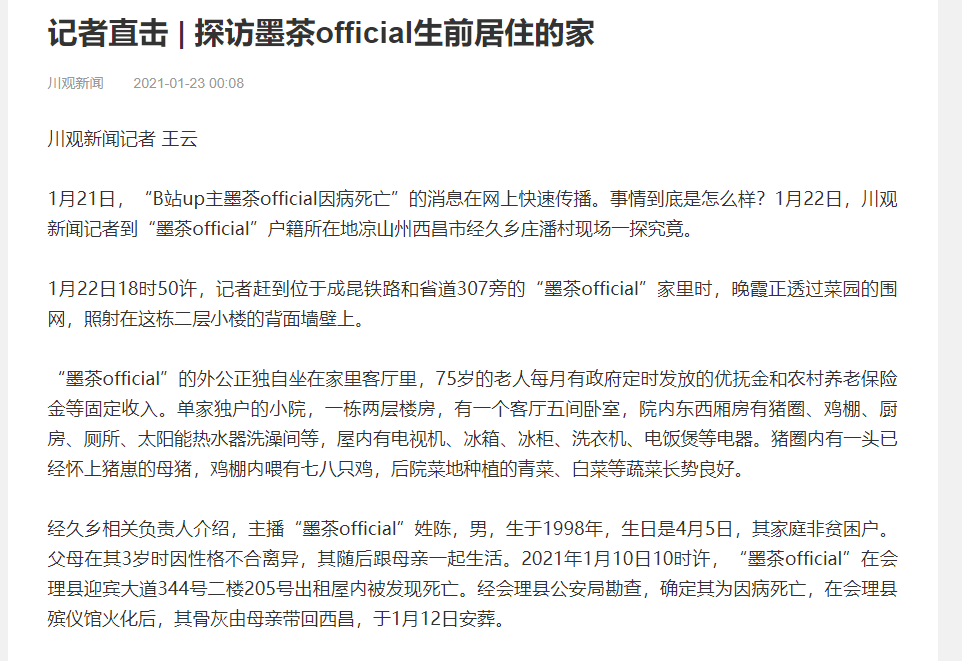 记者直击 | 探访墨茶official生前居住的家
川观新闻 2021-01-23 00:08
川观新闻记者 王云
1月21日，“B站up主墨茶official因病死亡”的消息在网上快速传播。事情到底是怎么样？1月22日，川观
新闻记者到“墨茶official”户籍所在地凉山州西昌市经久乡庄潘村现场一探究竟。
1月22日18时50许，记者赶到位于成昆铁路和省道307旁的“墨茶official”家里时，晚霞正透过菜园的围
网，照射在这栋二层小楼的背面墙壁上。
“墨茶official”的外公正独自坐在家里客厅里，75岁的老人每月有政府定时发放的优抚金和农村养老保险
金等固定收入。单家独户的小院，一栋两层楼房，有一个客厅五间卧室，院内东西厢房有猪圈、鸡棚、厨
房、厕所、太阳能热水器洗澡间等，屋内有电视机、冰箱、冰柜、洗衣机、电饭煲等电器。猪圈内有一头已
经怀上猪崽的母猪，鸡棚内喂有七八只鸡，后院菜地种植的青菜、白菜等蔬菜长势良好。
经久乡相关负责人介绍，主播“墨茶official”姓陈，男，生于1998年，生日是4月5日，其家庭非贫困户。
父母在其3岁时因性格不合离异，其随后跟母亲一起生活。2021年1月10日10时许，“墨茶official”在会
理县迎宾大道344号二楼205号出租屋内被发现死亡。经会理县公安局勘查，确定其为因病死亡，在会理县
殡仪馆火化后，其骨灰由母亲带回西昌，于1月12日安葬。